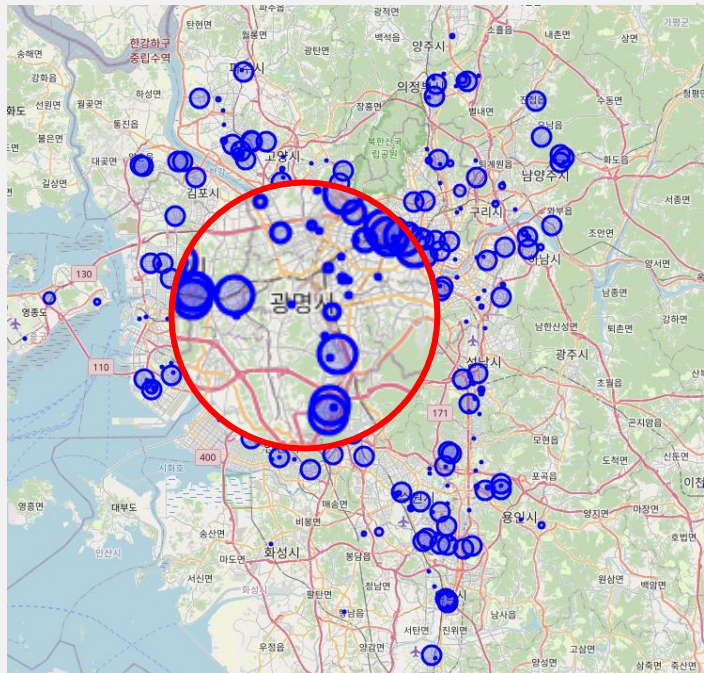 탄현면
월롱면
광적면
소흘읍
내촌면
상면
가평군
송해면
한강하구
중립수역
광탄면
백석읍
양주시
강화읍
하성면
장흥면
의정부
수동면
청평면
선원면
월곶면
별내면
불은면
통진읍
북한산국
립공원
대곶면
고양시
퇴계원읍
화도읍
길상면
한강
남양주시
김포시
구리시
서종면
와부읍
조안면
양서면
하남시
130
영종도
광명시
남종면
남한산성면
퇴촌면
강하면
성남시
광주시
110
초월읍
171
곤지암읍
모현읍
400
시화호
도척면
신둔면
포곡읍
이천
영흥면
대부도
매송면
용인시
양지면
마장면
안산시
송산면
비봉면
호법면
화성시
마도면
봉담읍
서신면
원삼면
화성시
정남면
백암면
팔탄면
향남읍
남사읍
우정읍
서탄면
진위면
고삼면
양감면
양성면
삼죽면
죽산면